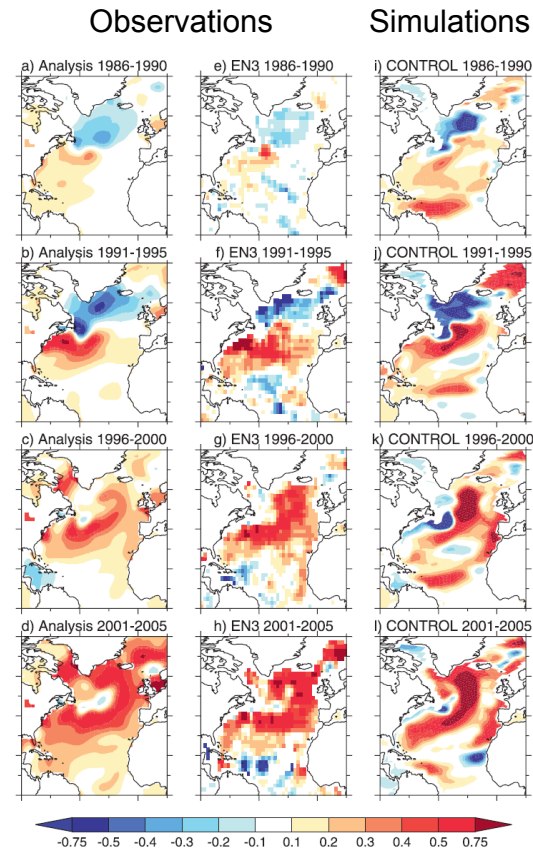 Observations Simulations
a) Analysis 1986-1990 e) EN3 1986-1990 i) CONTROL 1986-1990
b) Analysis 1991-1995 f) EN3 1991-1995 j) CONTROL 1991-1995
c) Analysis 1996-2000 g) EN3 1996-2000 k) CONTROL 1996-2000
d) Analysis 2001-2005 h) EN3 2001-2005 l) CONTROL 2001-2005
-0.75 -0.5 -0.4 -0.3 -0.2 -0.1 0.1 0.2 0.3 0.4 0.5 0.75